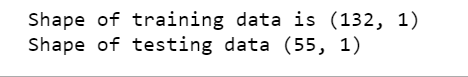 Shape of training data is (132, 1)
Shape of testing data (55, 1)